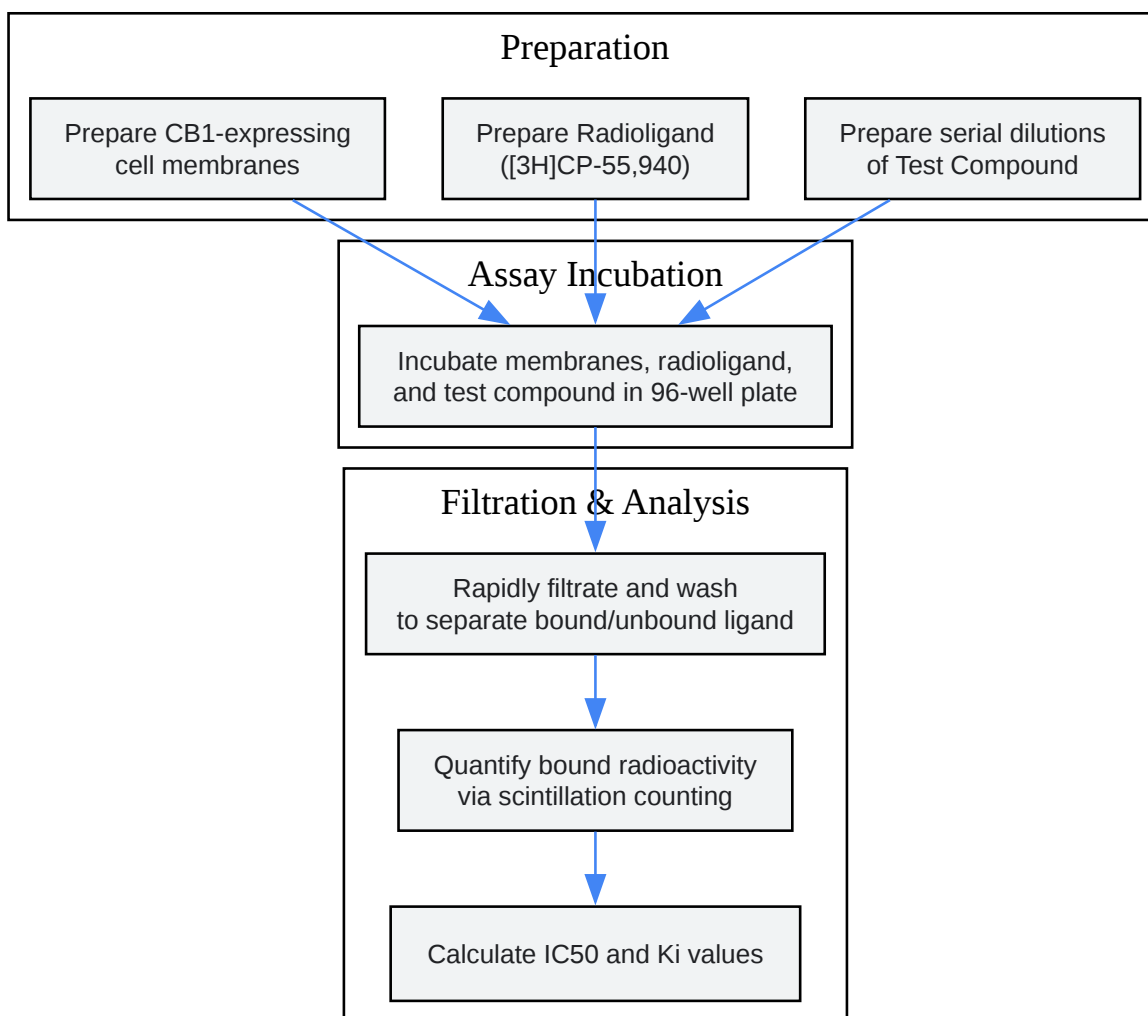 Preparation
Prepare CB1-expressing
cell membranes
Prepare Radioligand
([3H]CP-55,940)
Prepare serial dilutions
of Test Compound
Assay Incubation
Incubate membranes, radioligand,
and test compound in 96-well plate
Filtration & Analysis
Rapidly filtrate and wash
to separate bound/unbound ligand
Quantify bound radioactivity
via scintillation counting
Calculate IC50 and Ki values